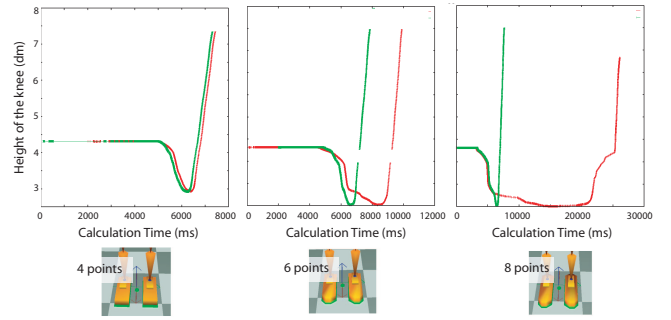 8
7
6
5
4
3
Height of the knee (dm)
0 2000 4000 6000 8000
0 2000 4000 6000 8000 10000 12000
0 10000 20000 30000
Calculation Time (ms) Calculation Time (ms) Calculation Time (ms)
4 points 6 points 8 points